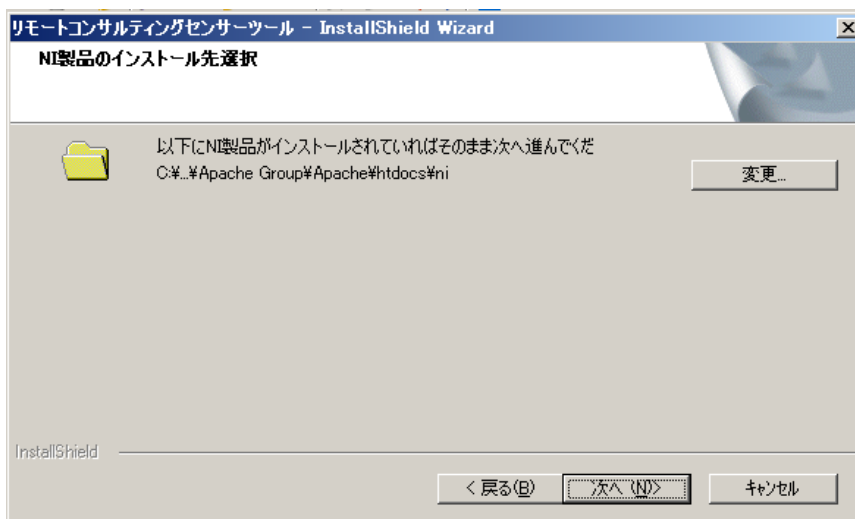 リモートコンサルティングセンサーツール - InstallShield Wizard
NI製品のインストール先選択
以下にNI製品がインストールされていればそのまま次へ進んでくだ
C:¥...¥Apache Group¥Apache¥htdocs¥ni
変更...
InstallShield
< 戻る(B)
次へ (N)>
キャンセル